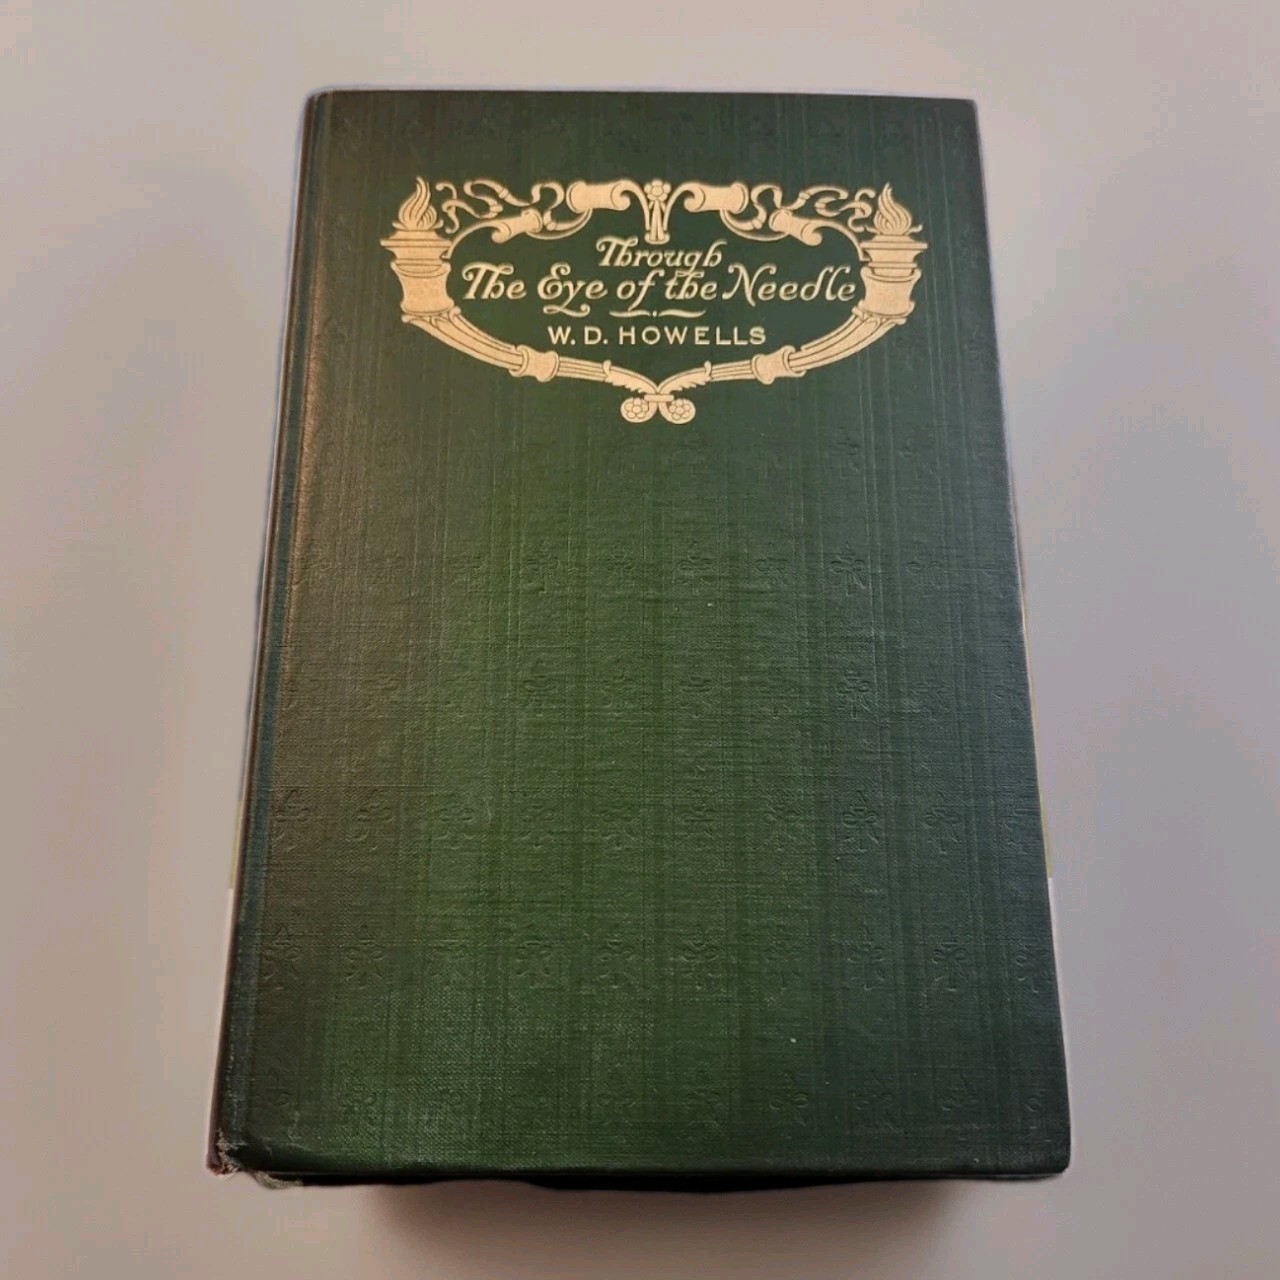 Through
The Eye of the Needle
W. D. HOWELLS